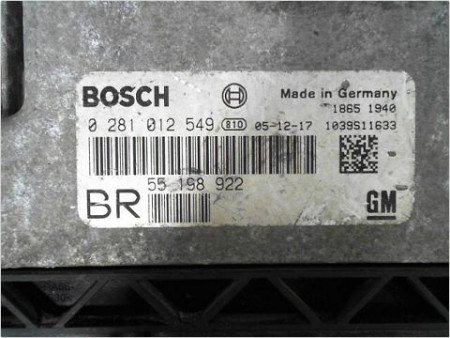 BOSCH
Made in Germany
1865 1940
0 281 012 549 810 05-12-17 1039S11633
55 198 922
BR
GM